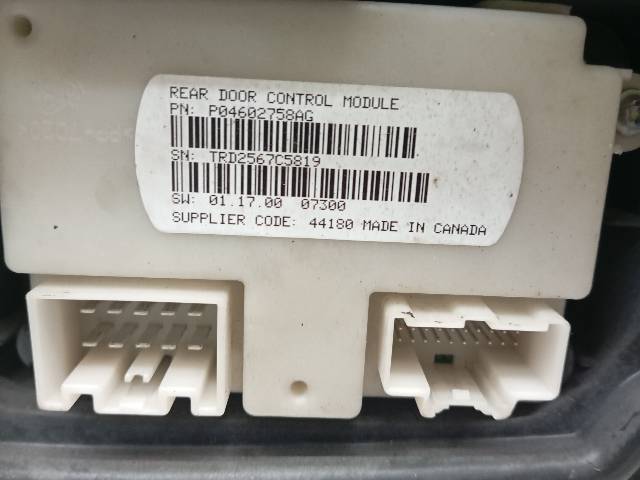 REAR DOOR CONTROL MODULE
PN: P04602758AG
SN: TRD2567C5819
SW: 01.17.00 07300
SUPPLIER CODE: 44180 MADE IN CANADA